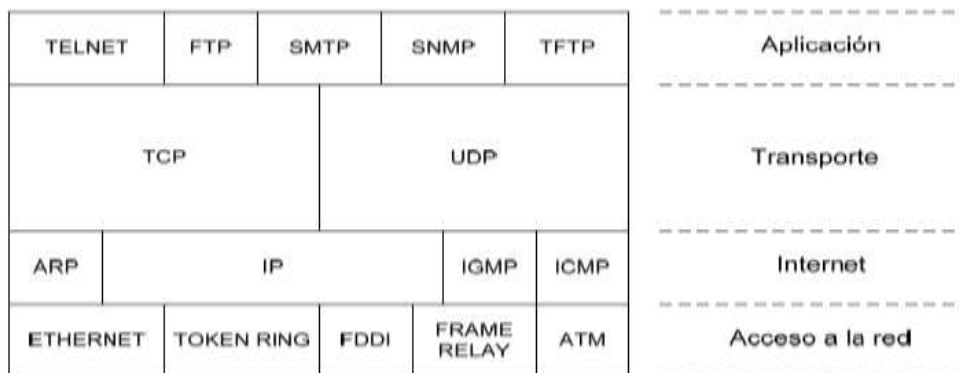 TELNET FTP SMTP SNMP TFTP Aplicación
TCP UDP Transporte
ARP IP IGMP ICMP Internet
ETHERNET TOKEN RING FDDI FRAME RELAY ATM Acceso a la red